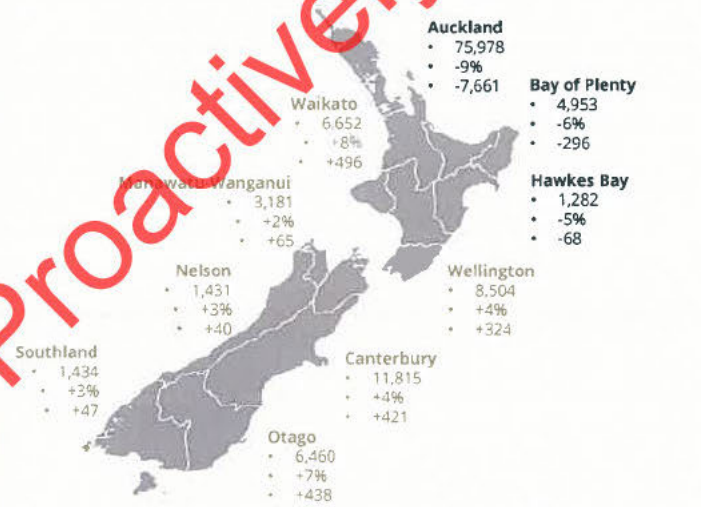 Auckland
• 75,978
• -9%
• -7,661
Bay of Plenty
• 4,953
• -6%
• -296
Waikato
• 6,652
• +8%
• +496
Manawatu-Wanganui
• 3,181
• +2%
• +65
Hawkes Bay
• 1,282
• -5%
• -68
Nelson
• 1,431
• +3%
• +40
Wellington
• 8,504
• +4%
• +324
Southland
• 1,434
• +3%
• +47
Canterbury
• 11,815
• +4%
• +421
Otago
• 6,460
• +7%
• +438
Proactively